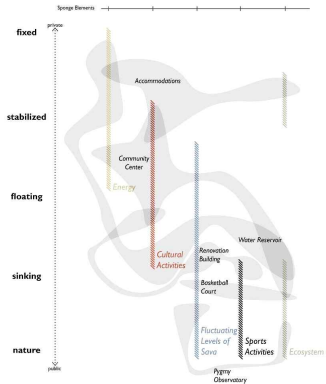 Sponge Elements
fixed
private
Accommodations
stabilized
Community
Center
Energy
floating
Water Reservoir
Cultural
Activities
Renovation
Building
sinking
Basketball
Court
Fluctuating
Levels of
Sava
Sports
Activities
Ecosystem
nature
public
Pygmy
Observatory